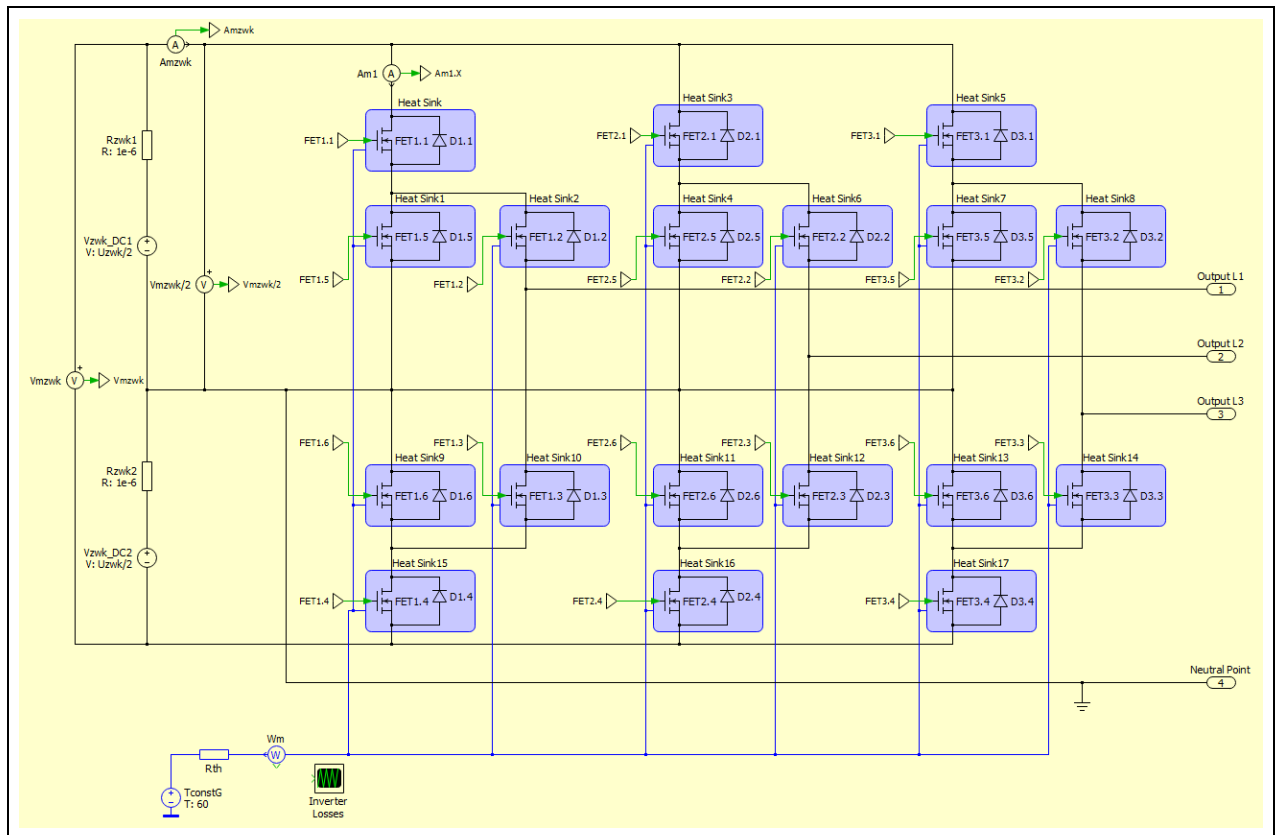 Amzwk
A
Amzwk
Am1
A
Am1.X
Heat Sink
FET1.1
FET1.1
D1.1
Heat Sink3
FET2.1
FET2.1
D2.1
Heat Sink5
FET3.1
FET3.1
D3.1
Rzwk1
R: 1e-6
Heat Sink1
FET1.5
D1.5
Heat Sink2
FET1.2
D1.2
Heat Sink4
FET2.5
D2.5
Heat Sink6
FET2.2
D2.2
Heat Sink7
FET3.5
D3.5
Heat Sink8
FET3.2
D3.2
Vzwk_DC1
V: Uzwk/2
FET1.5
FET1.2
FET2.5
FET2.2
FET3.5
FET3.2
Vmzwk/2
V
Vmzwk/2
Output L1
1
Output L2
2
Vmzwk
V
Vmzwk
Output L3
3
FET1.6
FET1.3
FET2.6
FET2.3
FET3.6
FET3.3
Rzwk2
R: 1e-6
Heat Sink9
FET1.6
D1.6
Heat Sink10
FET1.3
D1.3
Heat Sink11
FET2.6
D2.6
Heat Sink12
FET2.3
D2.3
Heat Sink13
FET3.6
D3.6
Heat Sink14
FET3.3
D3.3
Vzwk_DC2
V: Uzwk/2
Heat Sink15
FET1.4
FET1.4
D1.4
Heat Sink16
FET2.4
FET2.4
D2.4
Heat Sink17
FET3.4
FET3.4
D3.4
Neutral Point
4
Wm
W
Rth
TconstG
T: 60
Inverter
Losses